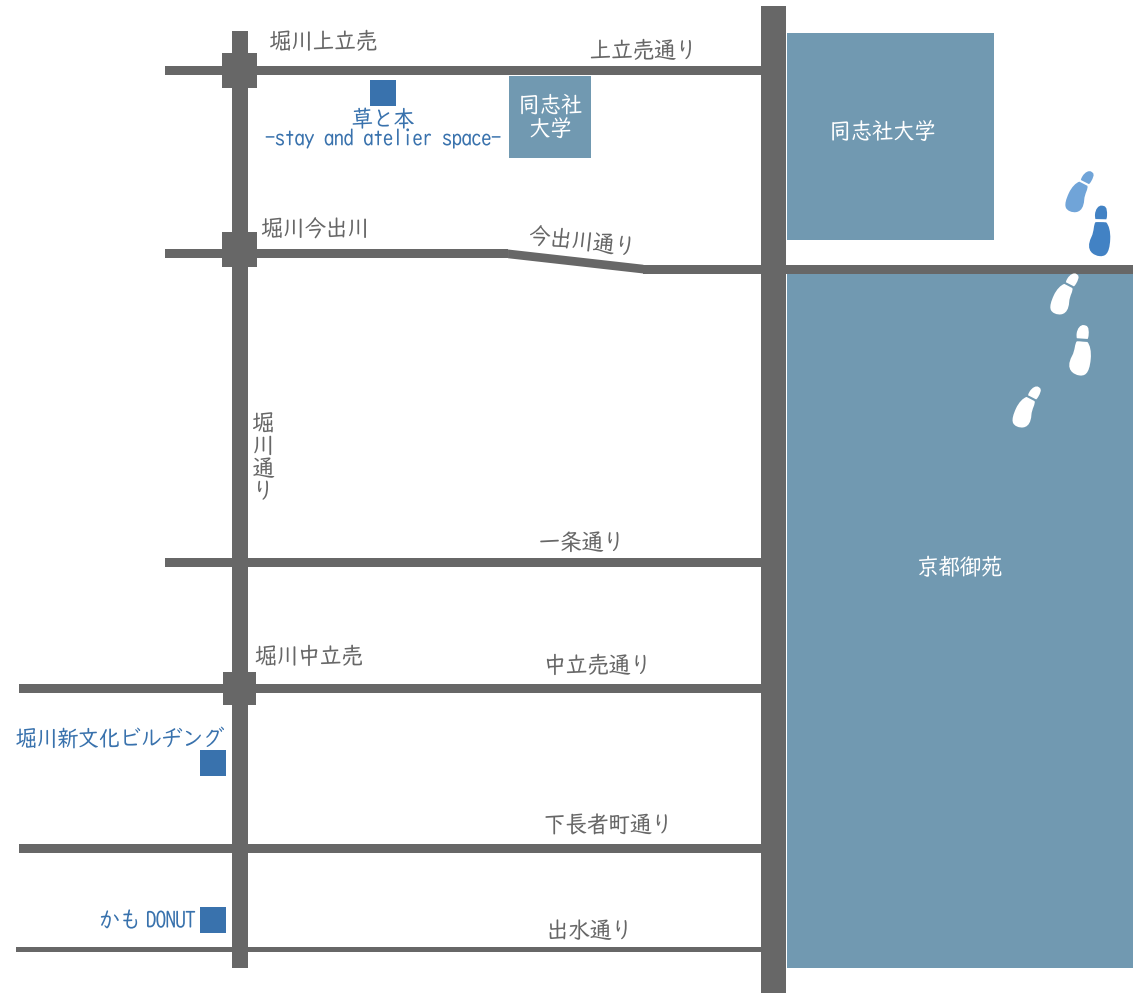 堀川上立売
上立売通り
草と本
-stay and atelier space-
同志社
大学
同志社大学
堀川今出川
今出川通り
堀川通り
一条通り
京都御苑
堀川中立売
中立売通り
堀川新文化ビルヂング
下長者町通り
かも DONUT
出水通り